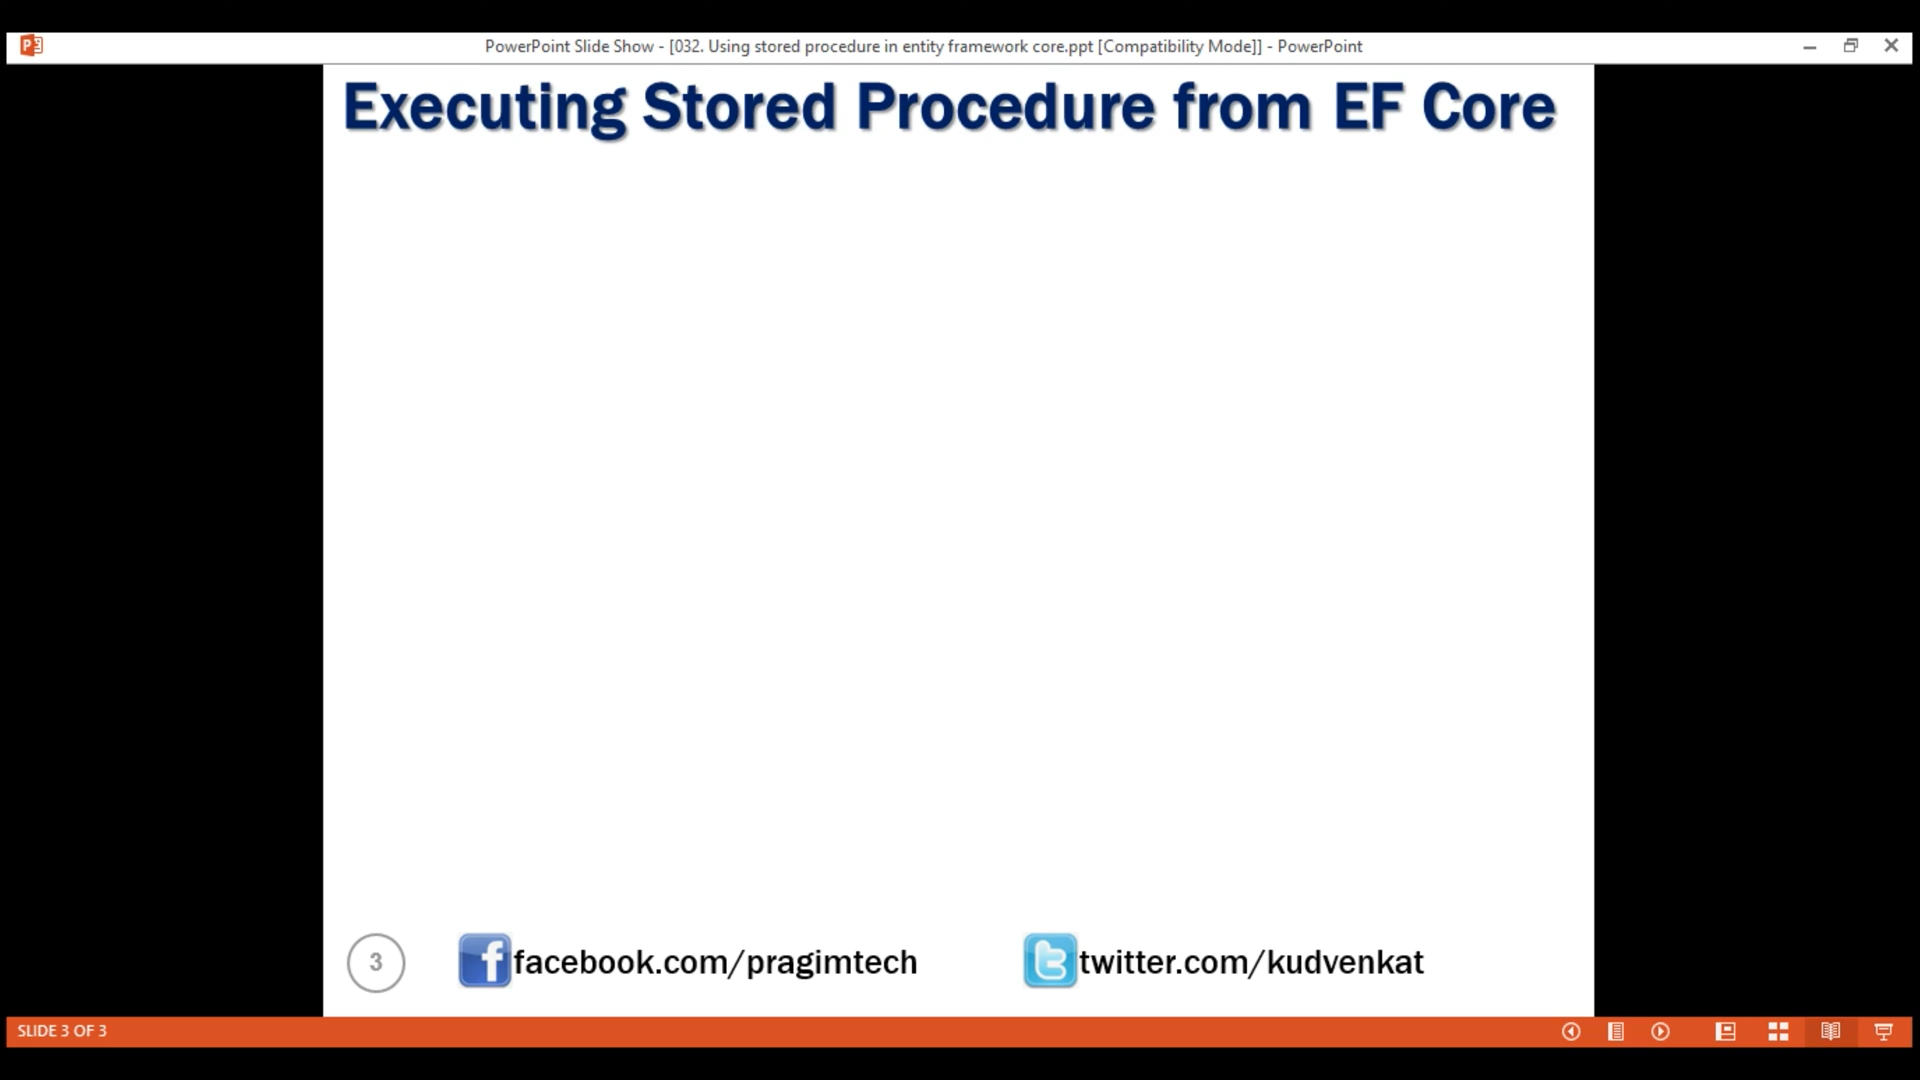 PowerPoint Slide Show - [032. Using stored procedure in entity framework core.ppt [Compatibility Mode]] - PowerPoint
Executing Stored Procedure from EF Core
3
facebook.com/pragimtech
twitter.com/kudvenkat
SLIDE 3 OF 3